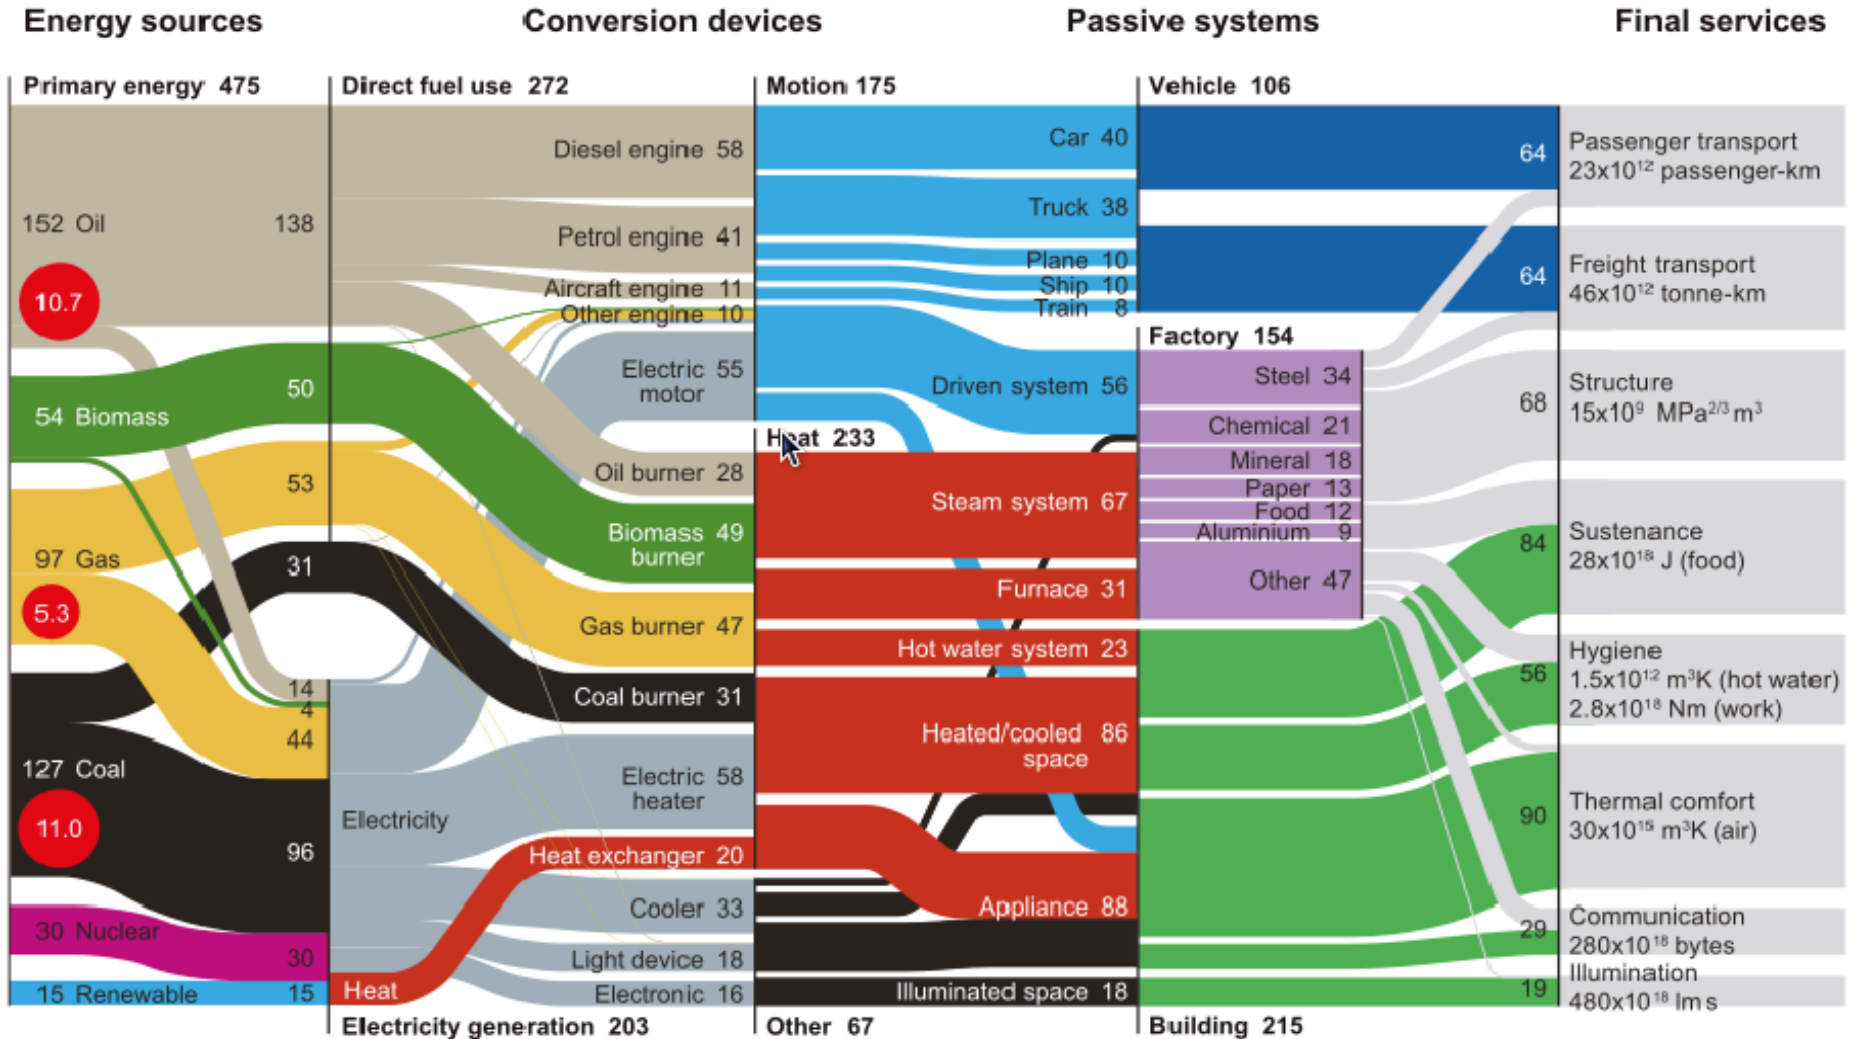 Energy sources
Conversion devices
Passive systems
Final services
Primary energy 475
Direct fuel use 272
Motion 175
Vehicle 106
152 Oil
138
10.7
54 Biomass
50
97 Gas
53
5.3
31
14
4
44
127 Coal
11.0
96
30 Nuclear
30
15 Renewable
15
Diesel engine 58
Petrol engine 41
Aircraft engine 11
Other engine 10
Electric 55
motor
Oil burner 28
Biomass 49
burner
Gas burner 47
Coal burner 31
Electric 58
heater
Electricity
Heat exchanger 20
Cooler 33
Light device 18
Heat
Electronic 16
Electricity generation 203
Car 40
Truck 38
Plane 10
Ship 10
Train 8
Driven system 56
Heat 233
Steam system 67
Furnace 31
Hot water system 23
Heated/cooled 86
space
Appliance 88
Illuminated space 18
Other 67
Factory 154
Steel 34
Chemical 21
Mineral 18
Paper 13
Food 12
Aluminium 9
Other 47
Building 215
64
Passenger transport
23x10¹² passenger-km
64
Freight transport
46x10¹² tonne-km
68
Structure
15x10⁹ MPa²ᐟ³ m³
84
Sustenance
28x10¹⁸ J (food)
56
Hygiene
1.5x10¹² m³K (hot water)
2.8x10¹⁸ Nm (work)
90
Thermal comfort
30x10¹⁵ m³K (air)
29
Communication
280x10¹⁸ bytes
19
Illumination
480x10¹⁸ lm s